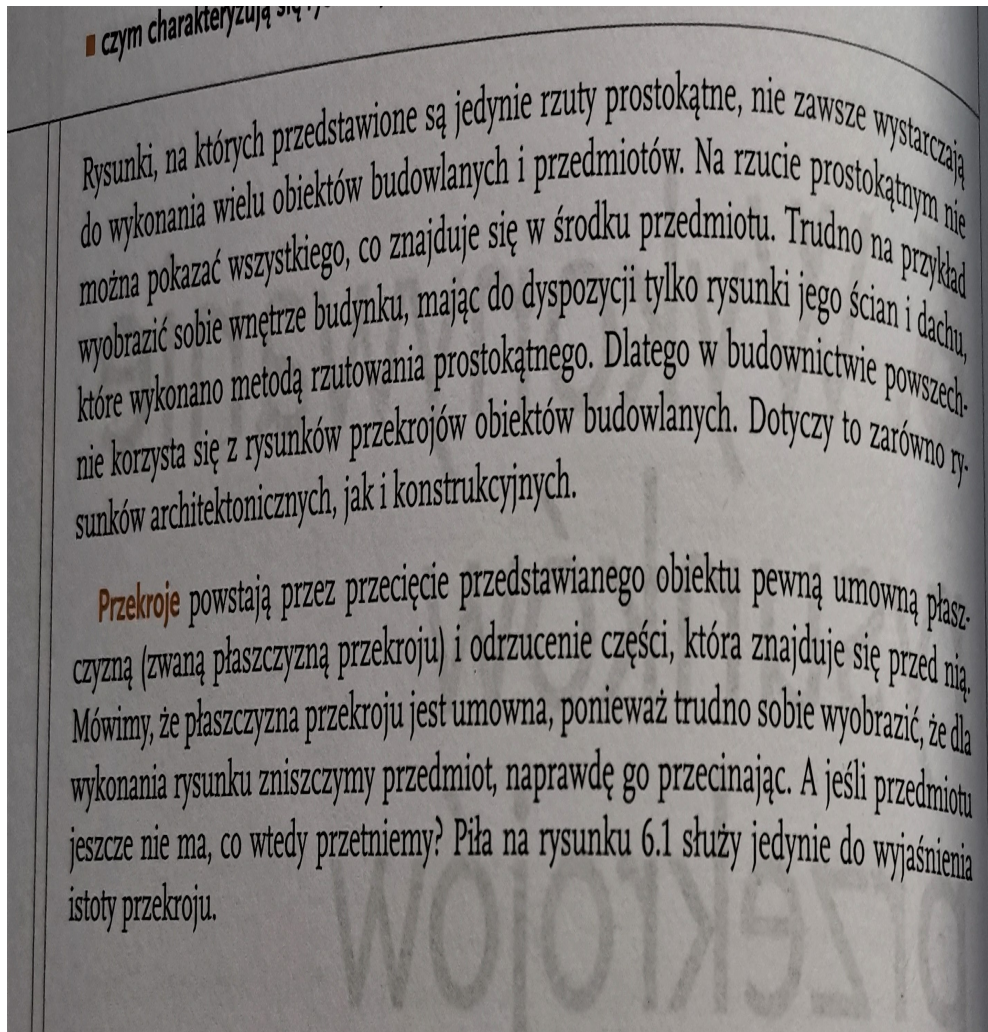 ■ czym charakteryzują się
Rysunki, na których przedstawione są jedynie rzuty prostokątne, nie zawsze wystarczają
do wykonania wielu obiektów budowlanych i przedmiotów. Na rzucie prostokątnym nie
można pokazać wszystkiego, co znajduje się w środku przedmiotu. Trudno na przykład
wyobrazić sobie wnętrze budynku, mając do dyspozycji tylko rysunki jego ścian i dachu,
które wykonano metodą rzutowania prostokątnego. Dlatego w budownictwie powszech-
nie korzysta się z rysunków przekrojów obiektów budowlanych. Dotyczy to zarówno ry-
sunków architektonicznych, jak i konstrukcyjnych.
Przekroje powstają przez przecięcie przedstawianego obiektu pewną umowną płasz-
czyzną (zwaną płaszczyzną przekroju) i odrzucenie części, która znajduje się przed nią.
Mówimy, że płaszczyzna przekroju jest umowna, ponieważ trudno sobie wyobrazić, że dla
wykonania rysunku zniszczymy przedmiot, naprawdę go przecinając. A jeśli przedmiotu
jeszcze nie ma, co wtedy przetniemy? Piła na rysunku 6.1 służy jedynie do wyjaśnienia
istoty przekroju.